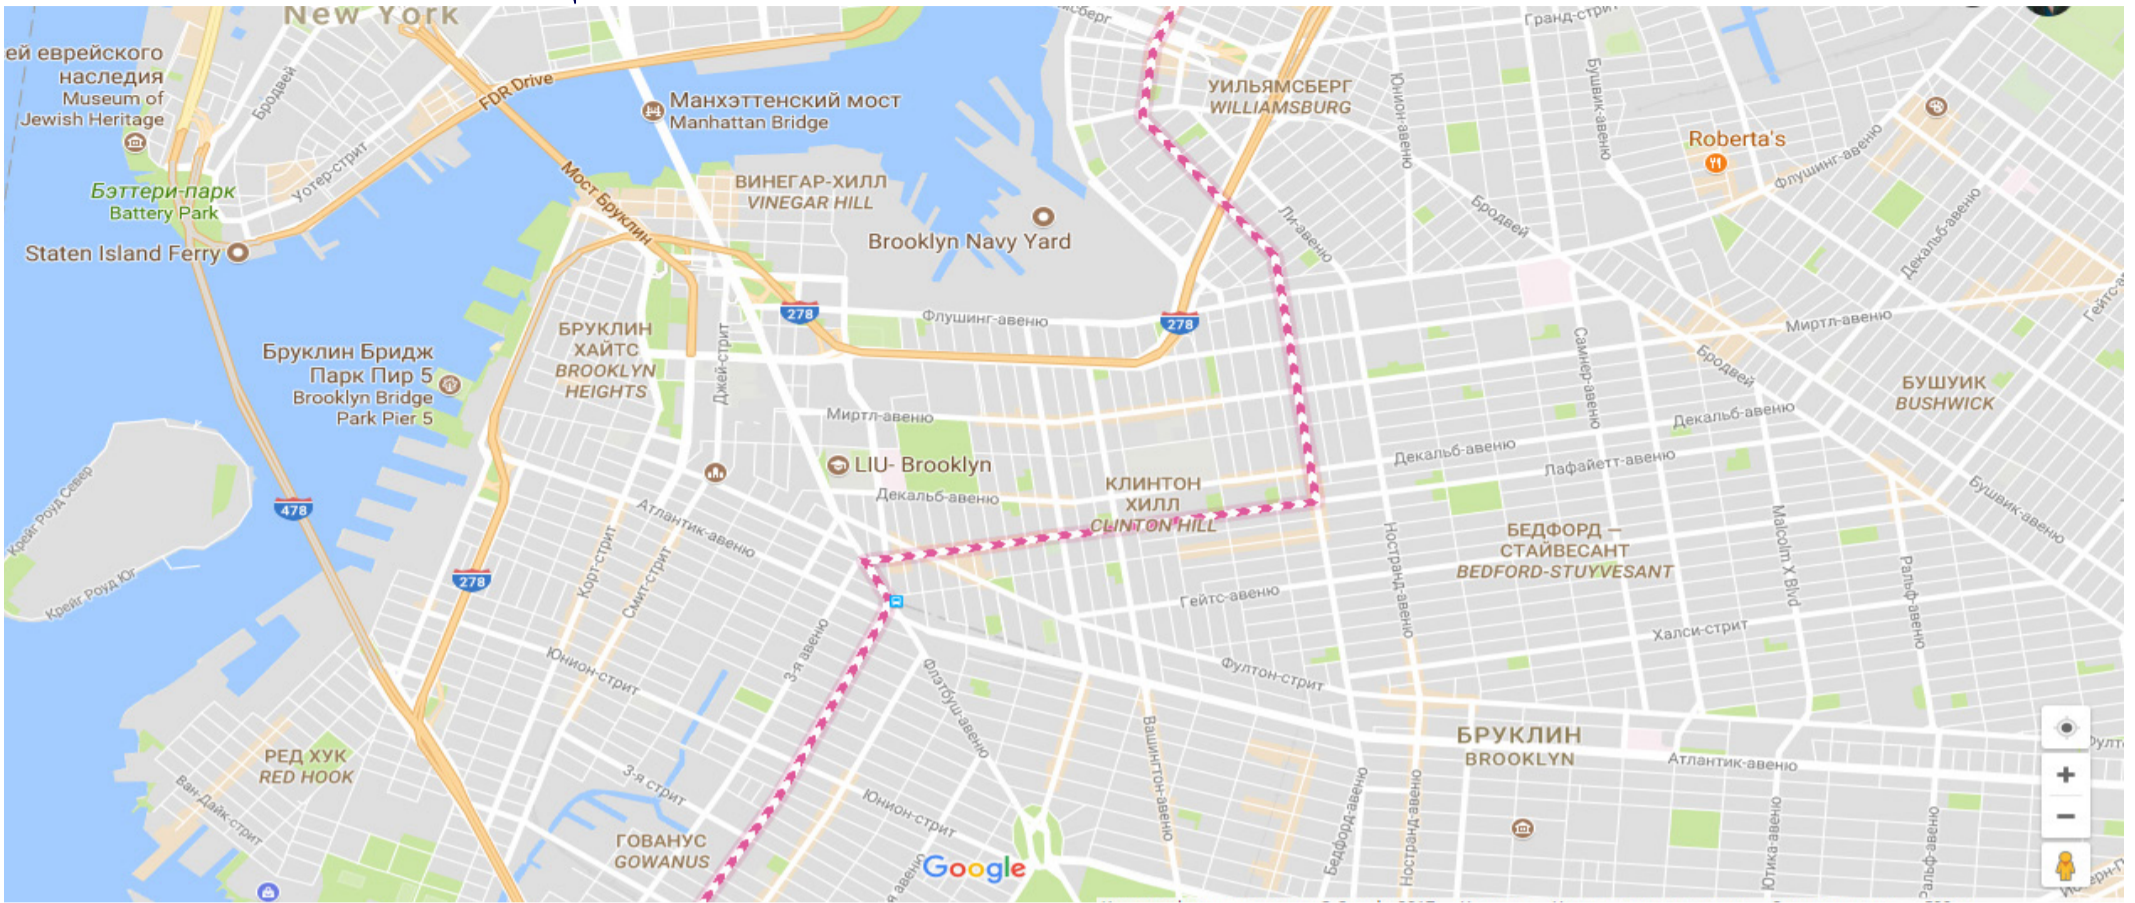 New York
ей еврейского
наследия
Museum of
Jewish Heritage
Бродвей
FDR Drive
Манхэттенский мост
Manhattan Bridge
Уотер-стрит
Бэттери-парк
Battery Park
Staten Island Ferry
Мост Бруклин
ВИНЕГАР-ХИЛЛ
VINEGAR HILL
Brooklyn Navy Yard
УИЛЬЯМСБЕРГ
WILLIAMSBURG
Юнион-авеню
Гранд-стрит
Бушвик-авеню
Roberta's
Флушинг-авеню
Ли-авеню
Бродвей
Декальб-авеню
Гейтс-а
278
Флушинг-авеню
278
Миртл-авеню
БРУКЛИН
ХАЙТС
BROOKLYN
HEIGHTS
Джей-стрит
Бруклин Бридж
Парк Пир 5
Brooklyn Bridge
Park Pier 5
Самнер-авеню
Бродвей
БУШУИК
BUSHWICK
Миртл-авеню
Декальб-авеню
Декальб-авеню
Лафайетт-авеню
LIU- Brooklyn
Декальб-авеню
КЛИНТОН
ХИЛЛ
CLINTON HILL
Крейг Роуд Север
478
Атлантик-авеню
Бушвик-авеню
Ностранд-авеню
БЕДФОРД —
СТАЙВЕСАНТ
BEDFORD-STUYVESANT
Malcolm X Blvd
Ральф-авеню
Крейг Роуд Юг
278
Корт-стрит
Смит-стрит
Гейтс-авеню
Халси-стрит
3-я авеню
Юнион-стрит
Флэтбуш-авеню
Фултон-стрит
Вашингтон-авеню
БРУКЛИН
BROOKLYN
Атлантик-авеню
РЕД ХУК
RED HOOK
Ван-Дайк-стрит
3-я стрит
Юнион-стрит
Бедфорд-авеню
Ностранд-авеню
Ютика-авеню
Ральф-авеню
ГОВАНУС
GOWANUS
Google
я авеню